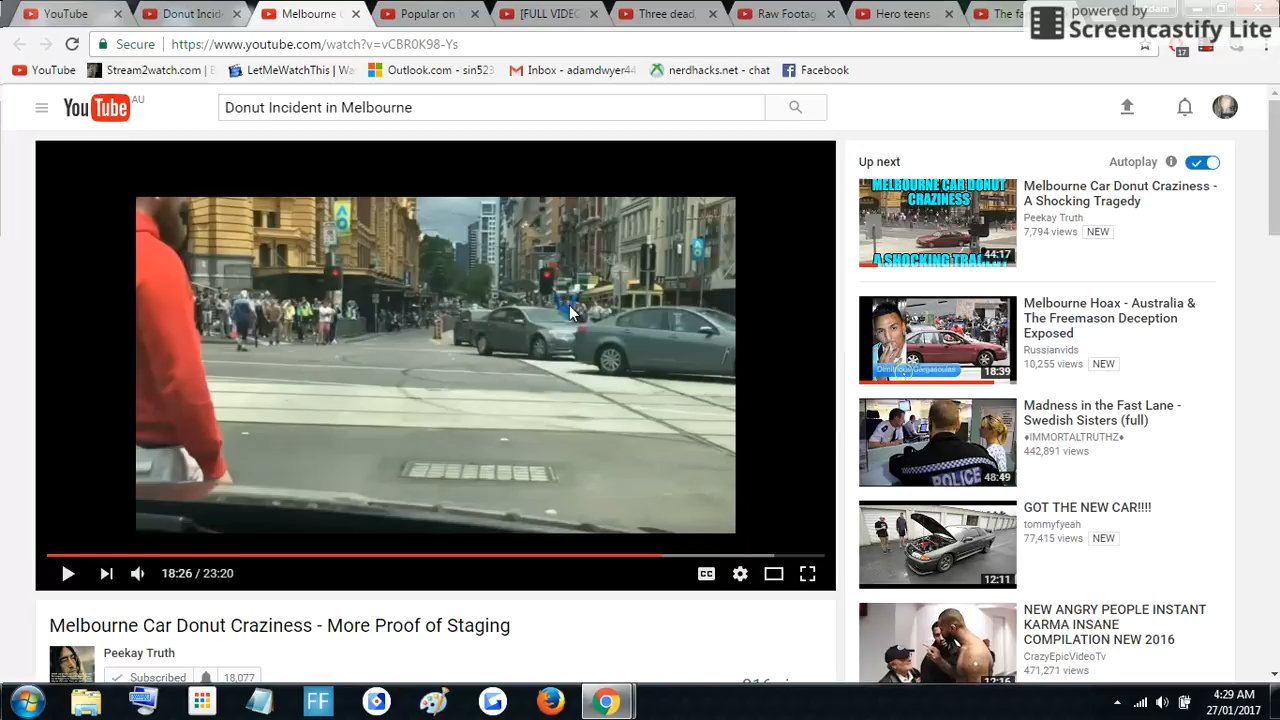 YouTube
Donut Incid
Melbourne
Popular on
[FULL VIDEO
Three dead,
Raw Footag
Hero teens
The fa
powered by
Screencastify Lite
Secure
https://www.youtube.com/watch?v=vCBR0K98-Ys
17
YouTube
Stream2watch.com | B
LetMeWatchThis | Wa
Outlook.com - sin523
Inbox - adamdwyer44
nerdhacks.net - chat
Facebook
YouTube AU
Donut Incident in Melbourne
Up next
Autoplay
MELBOURNE CAR DONUT
CRAZINESS
44:17
Melbourne Car Donut Craziness -
A Shocking Tragedy
Peekay Truth
7,794 views NEW
18:39
Melbourne Hoax - Australia &
The Freemason Deception
Exposed
Russianvids
10,255 views NEW
POLICE
48:49
Madness in the Fast Lane -
Swedish Sisters (full)
♦IMMORTALTRUTHZ♦
442,891 views
12:11
GOT THE NEW CAR!!!!
tommyfyeah
77,415 views NEW
12:16
NEW ANGRY PEOPLE INSTANT
KARMA INSANE
COMPILATION NEW 2016
CrazyEpicVideoTv
471,271 views
18:26 / 23:20
CC
Melbourne Car Donut Craziness - More Proof of Staging
Peekay Truth
Subscribed
18,077
FF
4:29 AM
27/01/2017